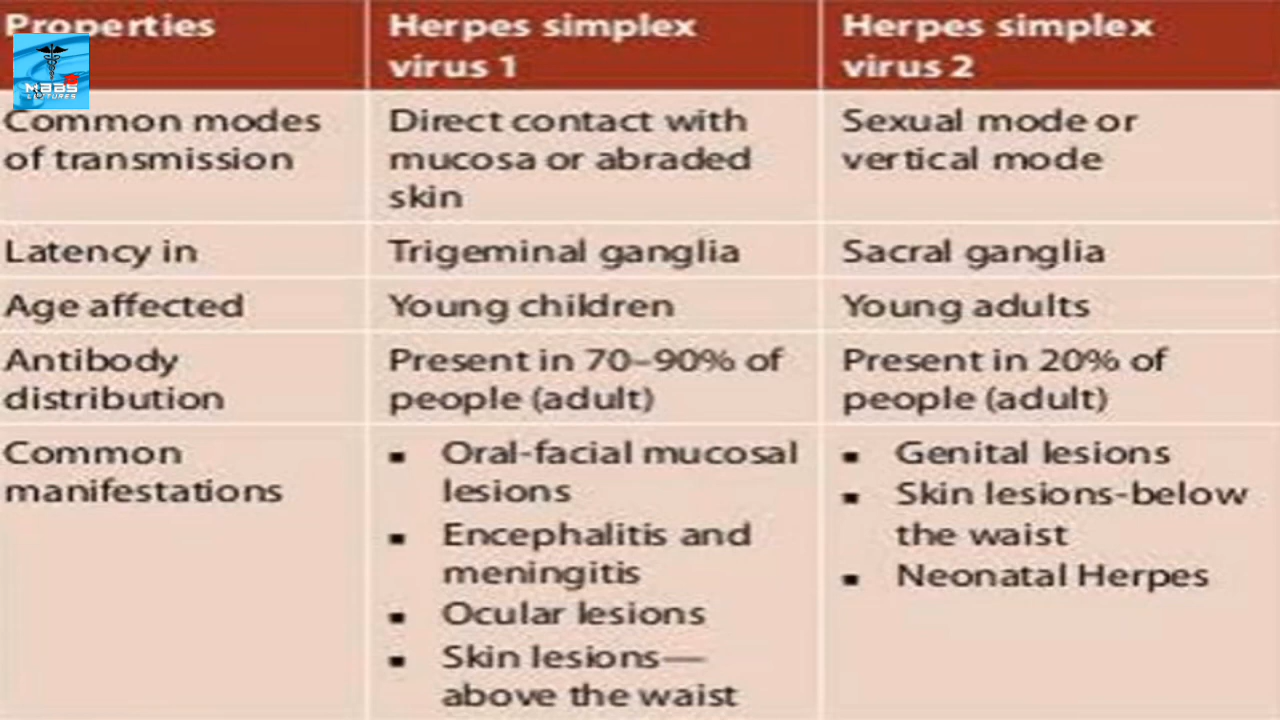 Properties
Herpes simplex
virus 1
Herpes simplex
virus 2
Common modes
of transmission
Direct contact with
mucosa or abraded
skin
Sexual mode or
vertical mode
Latency in
Trigeminal ganglia
Sacral ganglia
Age affected
Young children
Young adults
Antibody
distribution
Present in 70–90% of
people (adult)
Present in 20% of
people (adult)
Common
manifestations
▪ Oral-facial mucosal
lesions
▪ Encephalitis and
meningitis
▪ Ocular lesions
▪ Skin lesions—
above the waist
▪ Genital lesions
▪ Skin lesions-below
the waist
▪ Neonatal Herpes